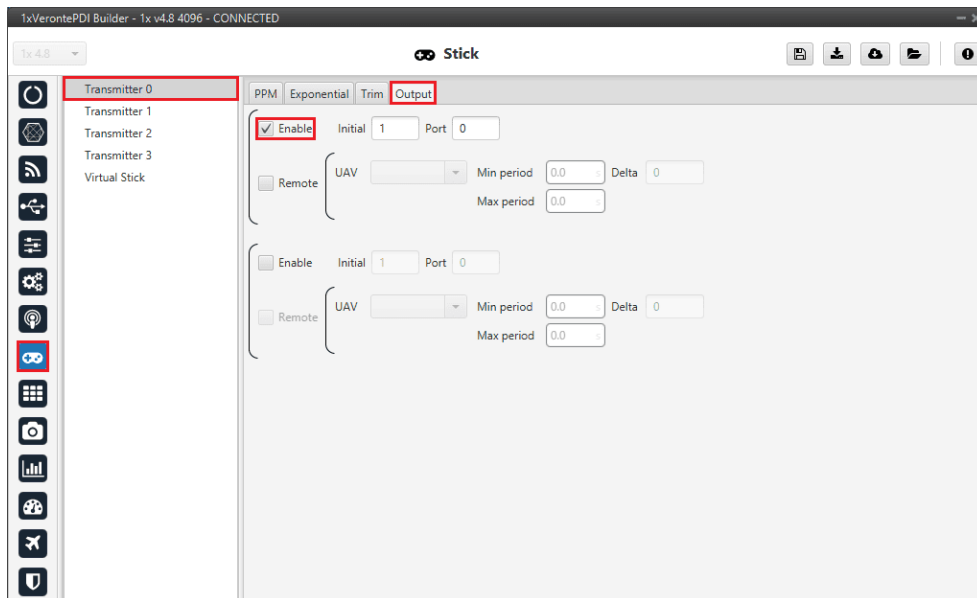 1xVerontePDI Builder - 1x v4.8 4096 - CONNECTED
1x 4.8
Stick
Transmitter 0
Transmitter 1
Transmitter 2
Transmitter 3
Virtual Stick
PPM Exponential Trim Output
Enable Initial 1 Port 0
Remote UAV Min period 0.0 s Delta 0
Max period 0.0 s
Enable Initial 1 Port 0
Remote UAV Min period 0.0 s Delta 0
Max period 0.0 s